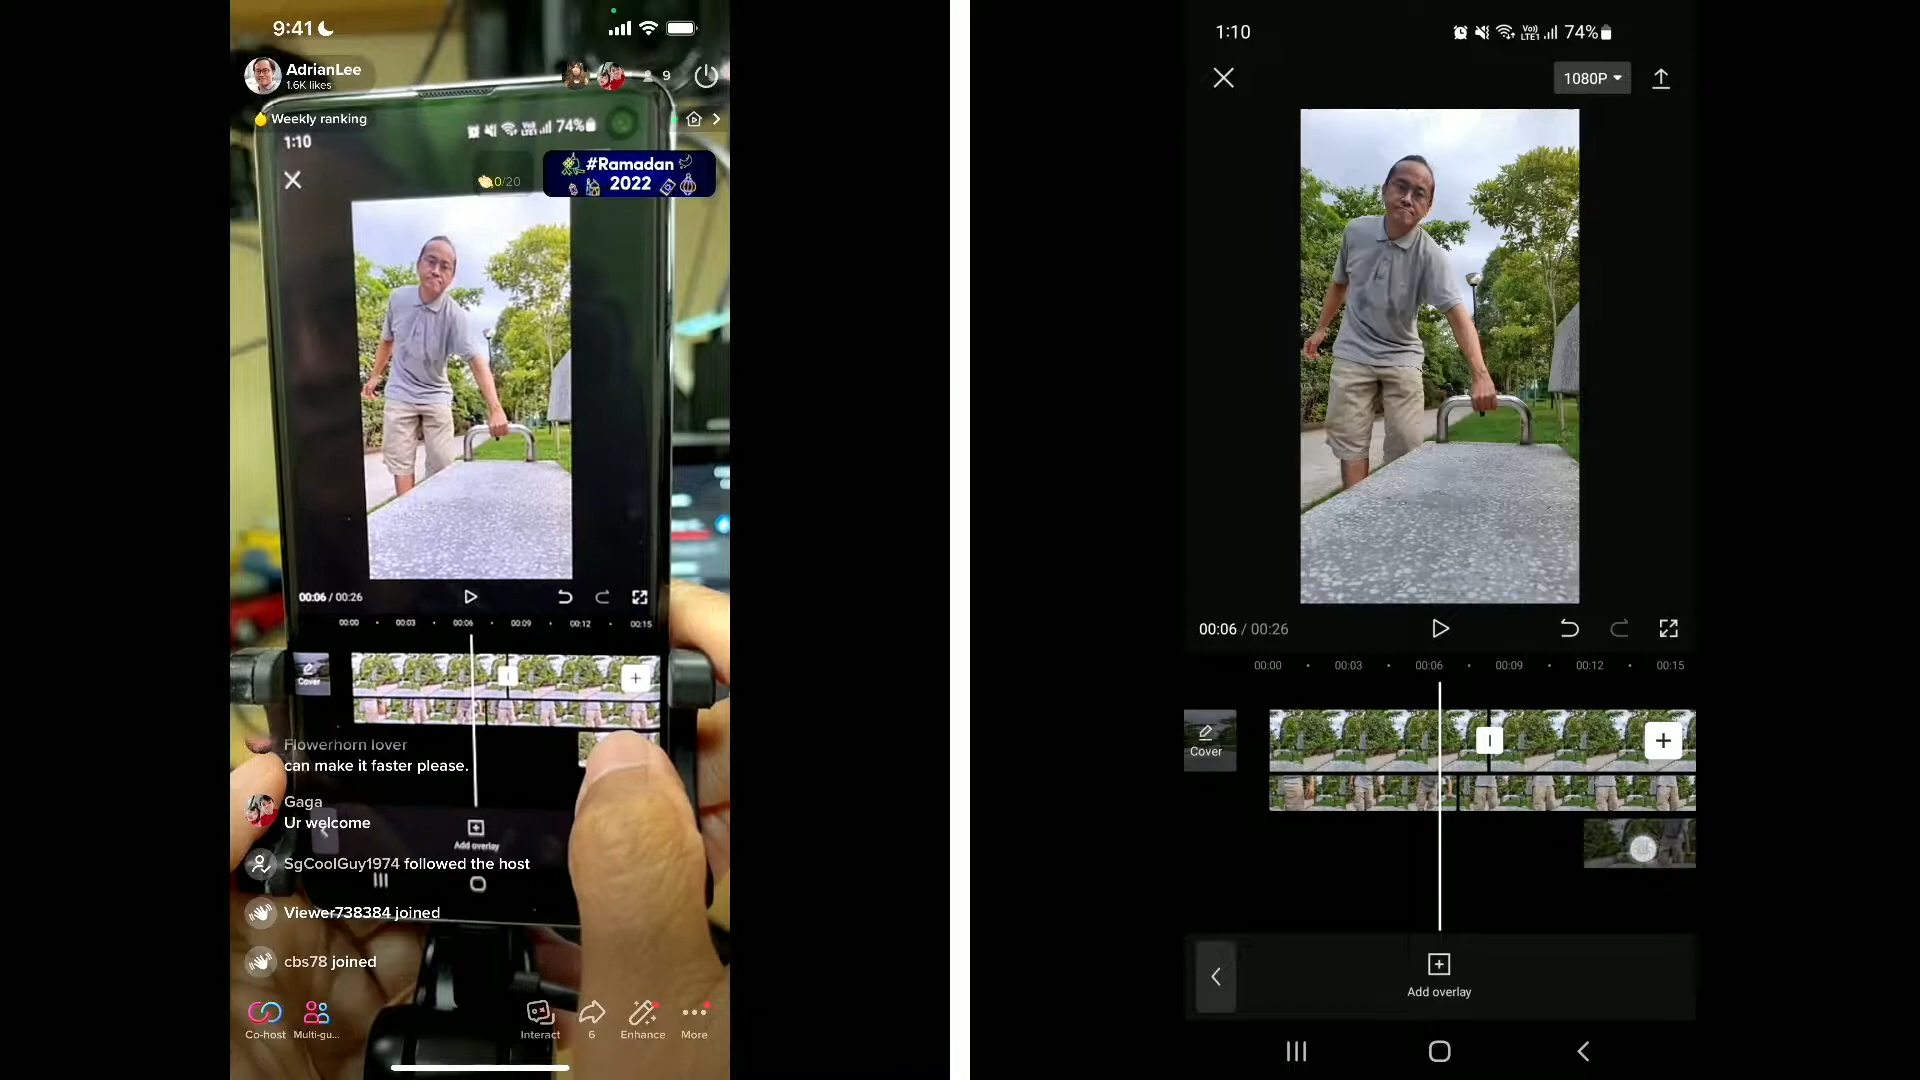 9:41
AdrianLee
1.6K likes
9
Weekly ranking
1:10
74%
0/20
#Ramadan
2022
00:06 / 00:26
00:00
00:03
00:06
00:09
00:12
00:15
Cover
Flowerhorn lover
can make it faster please.
Gaga
Ur welcome
Add overlay
SgCoolGuy1974 followed the host
Viewer738384 joined
cbs78 joined
Co-host
Multi-gu...
Interact
6
Enhance
More
1:10
Vo))
LTE1
74%
1080P
00:06 / 00:26
00:00
00:03
00:06
00:09
00:12
00:15
Cover
Add overlay